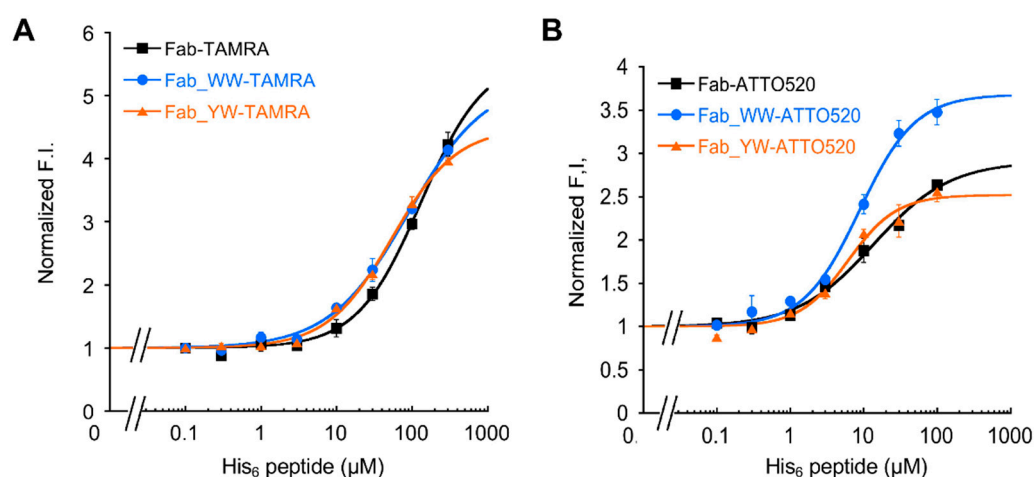 A
Normalized F.I.
6
5
4
3
2
1
0
Fab-TAMRA
Fab_WW-TAMRA
Fab_YW-TAMRA
0 0.1 1 10 100 1000
His6 peptide (µM)
B
Normalized F,I,
4
3.5
3
2.5
2
1.5
1
0.5
0
Fab-ATTO520
Fab_WW-ATTO520
Fab_YW-ATTO520
0. 0.1 1 10 100 1000
His6 peptide (µM)